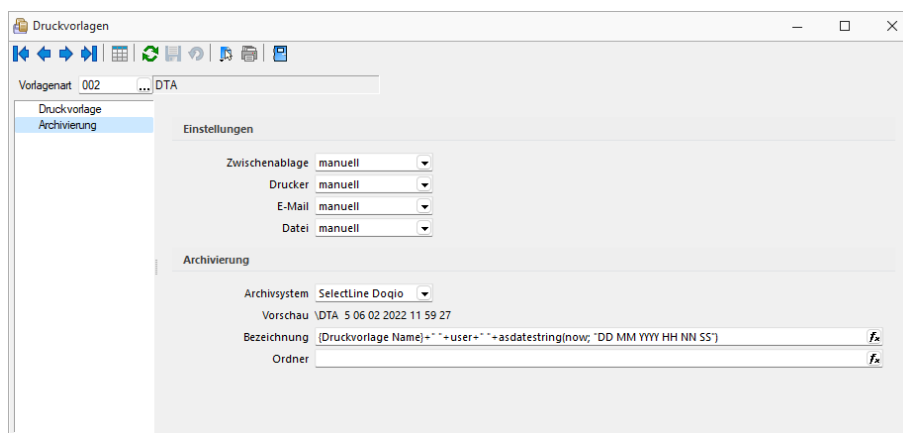 Druckvorlagen
Vorlagenart 002 ... DTA
Druckvorlage
Archivierung
Einstellungen
Zwischenablage manuell
Drucker manuell
E-Mail manuell
Datei manuell
Archivierung
Archivsystem SelectLine Doqio
Vorschau \DTA 5 06 02 2022 11 59 27
Bezeichnung {Druckvorlage Name}+" "+user+" "+asdatestring(now; "DD MM YYYY HH NN SS") fx
Ordner fx